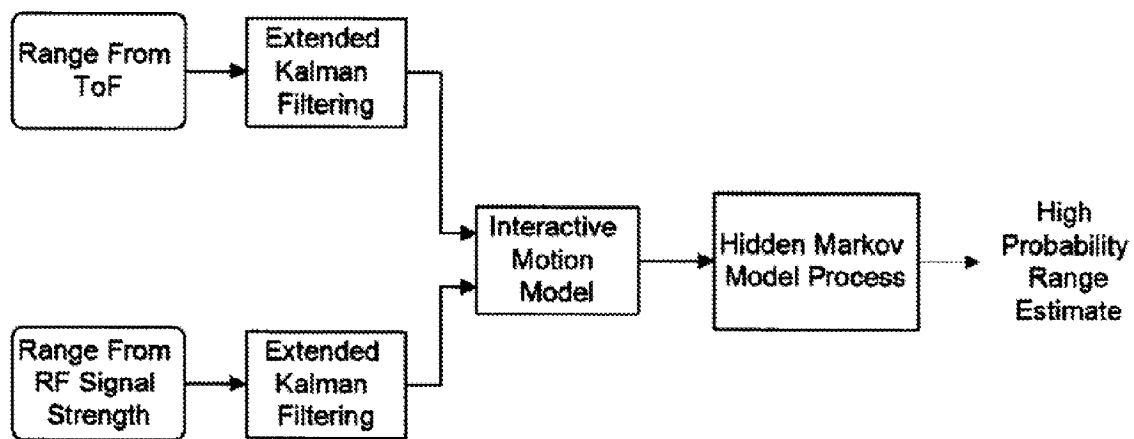 Range From
ToF
Extended
Kalman
Filtering
Interactive
Motion
Model
Hidden Markov
Model Process
High
Probability
Range
Estimate
Range From
RF Signal
Strength
Extended
Kalman
Filtering